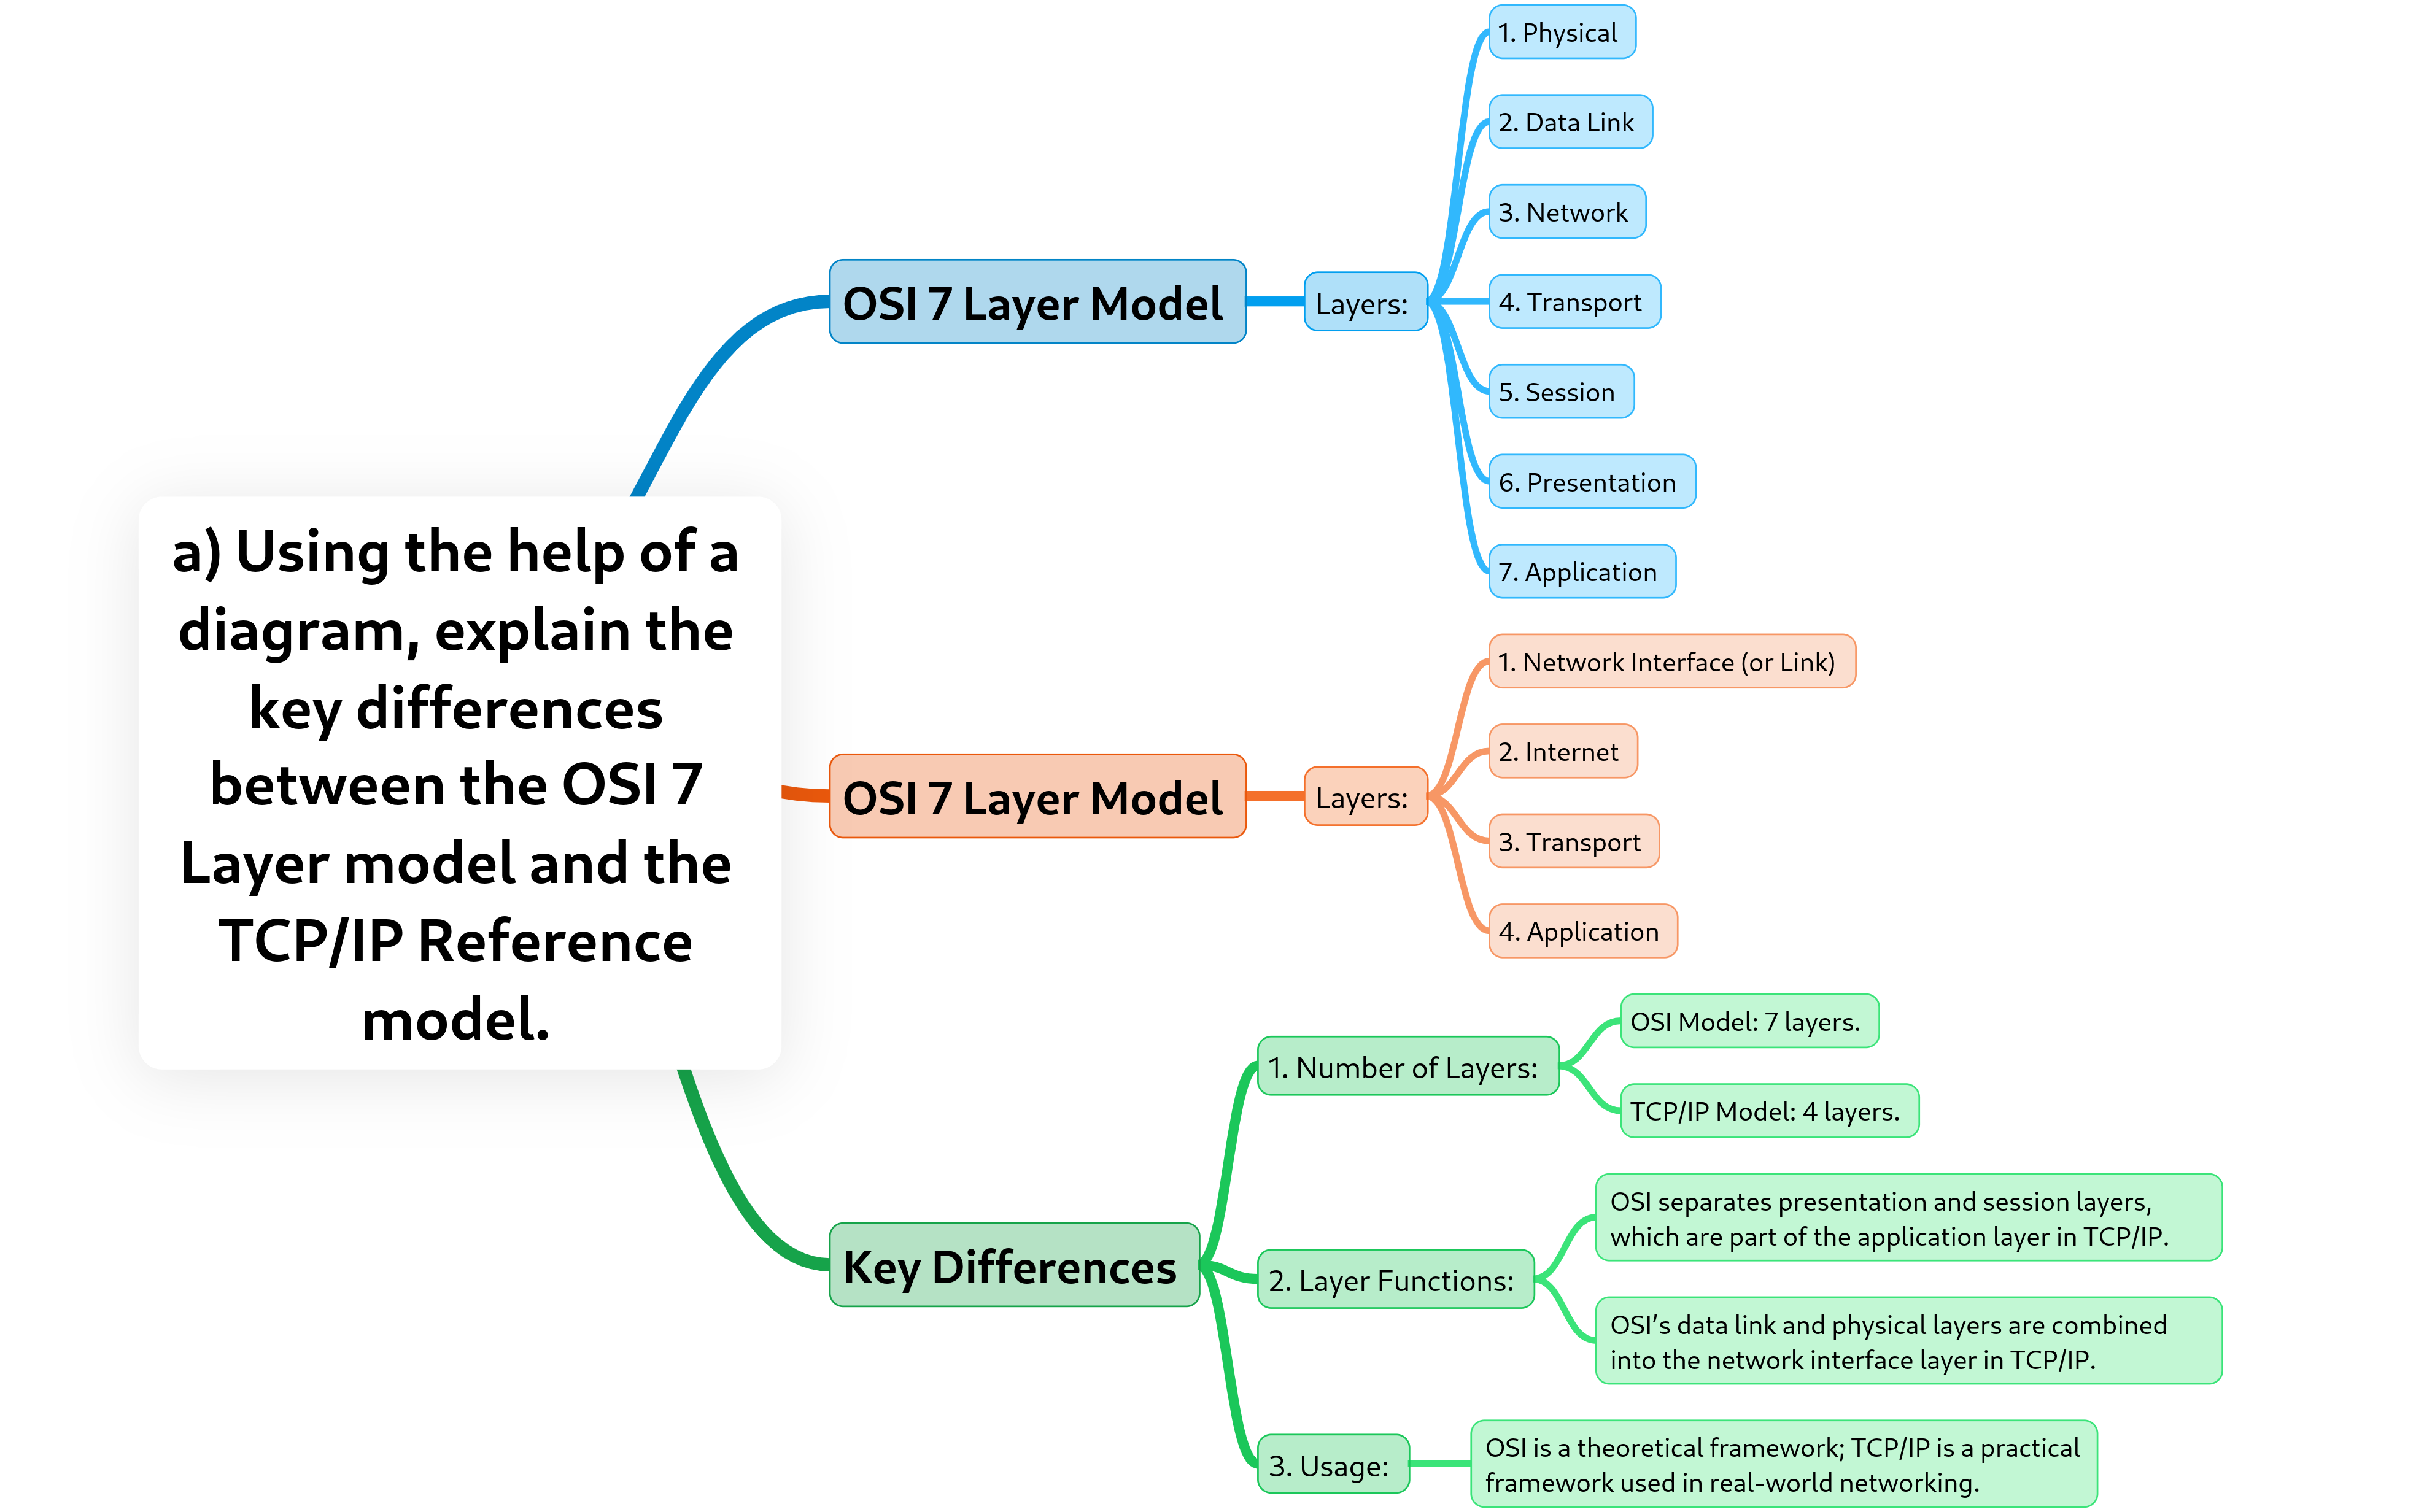 a) Using the help of a
diagram, explain the
key differences
between the OSI 7
Layer model and the
TCP/IP Reference
model.
OSI 7 Layer Model
Layers:
1. Physical
2. Data Link
3. Network
4. Transport
5. Session
6. Presentation
7. Application
OSI 7 Layer Model
Layers:
1. Network Interface (or Link)
2. Internet
3. Transport
4. Application
Key Differences
1. Number of Layers:
OSI Model: 7 layers.
TCP/IP Model: 4 layers.
2. Layer Functions:
OSI separates presentation and session layers,
which are part of the application layer in TCP/IP.
OSI’s data link and physical layers are combined
into the network interface layer in TCP/IP.
3. Usage:
OSI is a theoretical framework; TCP/IP is a practical
framework used in real-world networking.